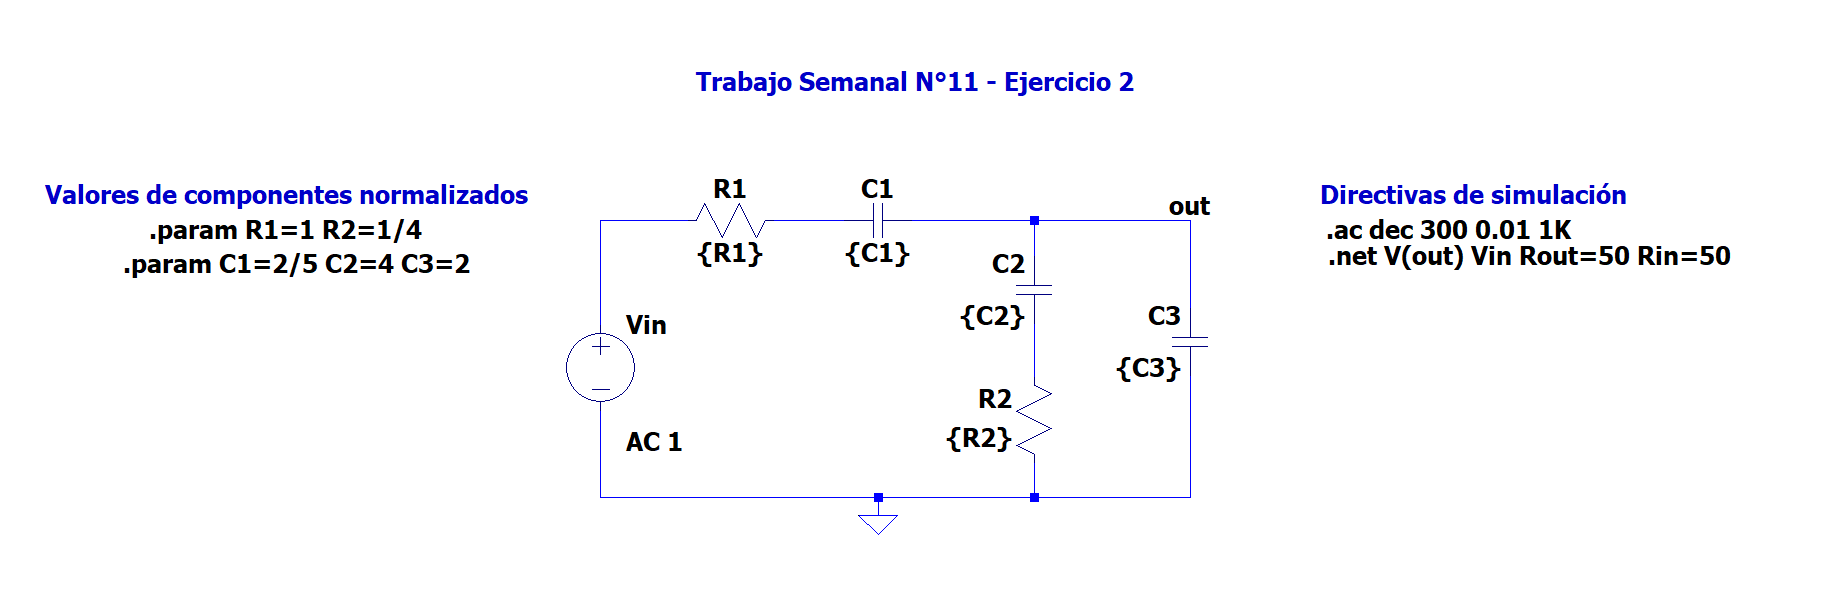 Trabajo Semanal N°11 - Ejercicio 2
Valores de componentes normalizados
.param R1=1 R2=1/4
.param C1=2/5 C2=4 C3=2
R1
{R1}
C1
{C1}
out
C2
{C2}
C3
{C3}
R2
{R2}
Vin
AC 1
Directivas de simulación
.ac dec 300 0.01 1K
.net V(out) Vin Rout=50 Rin=50